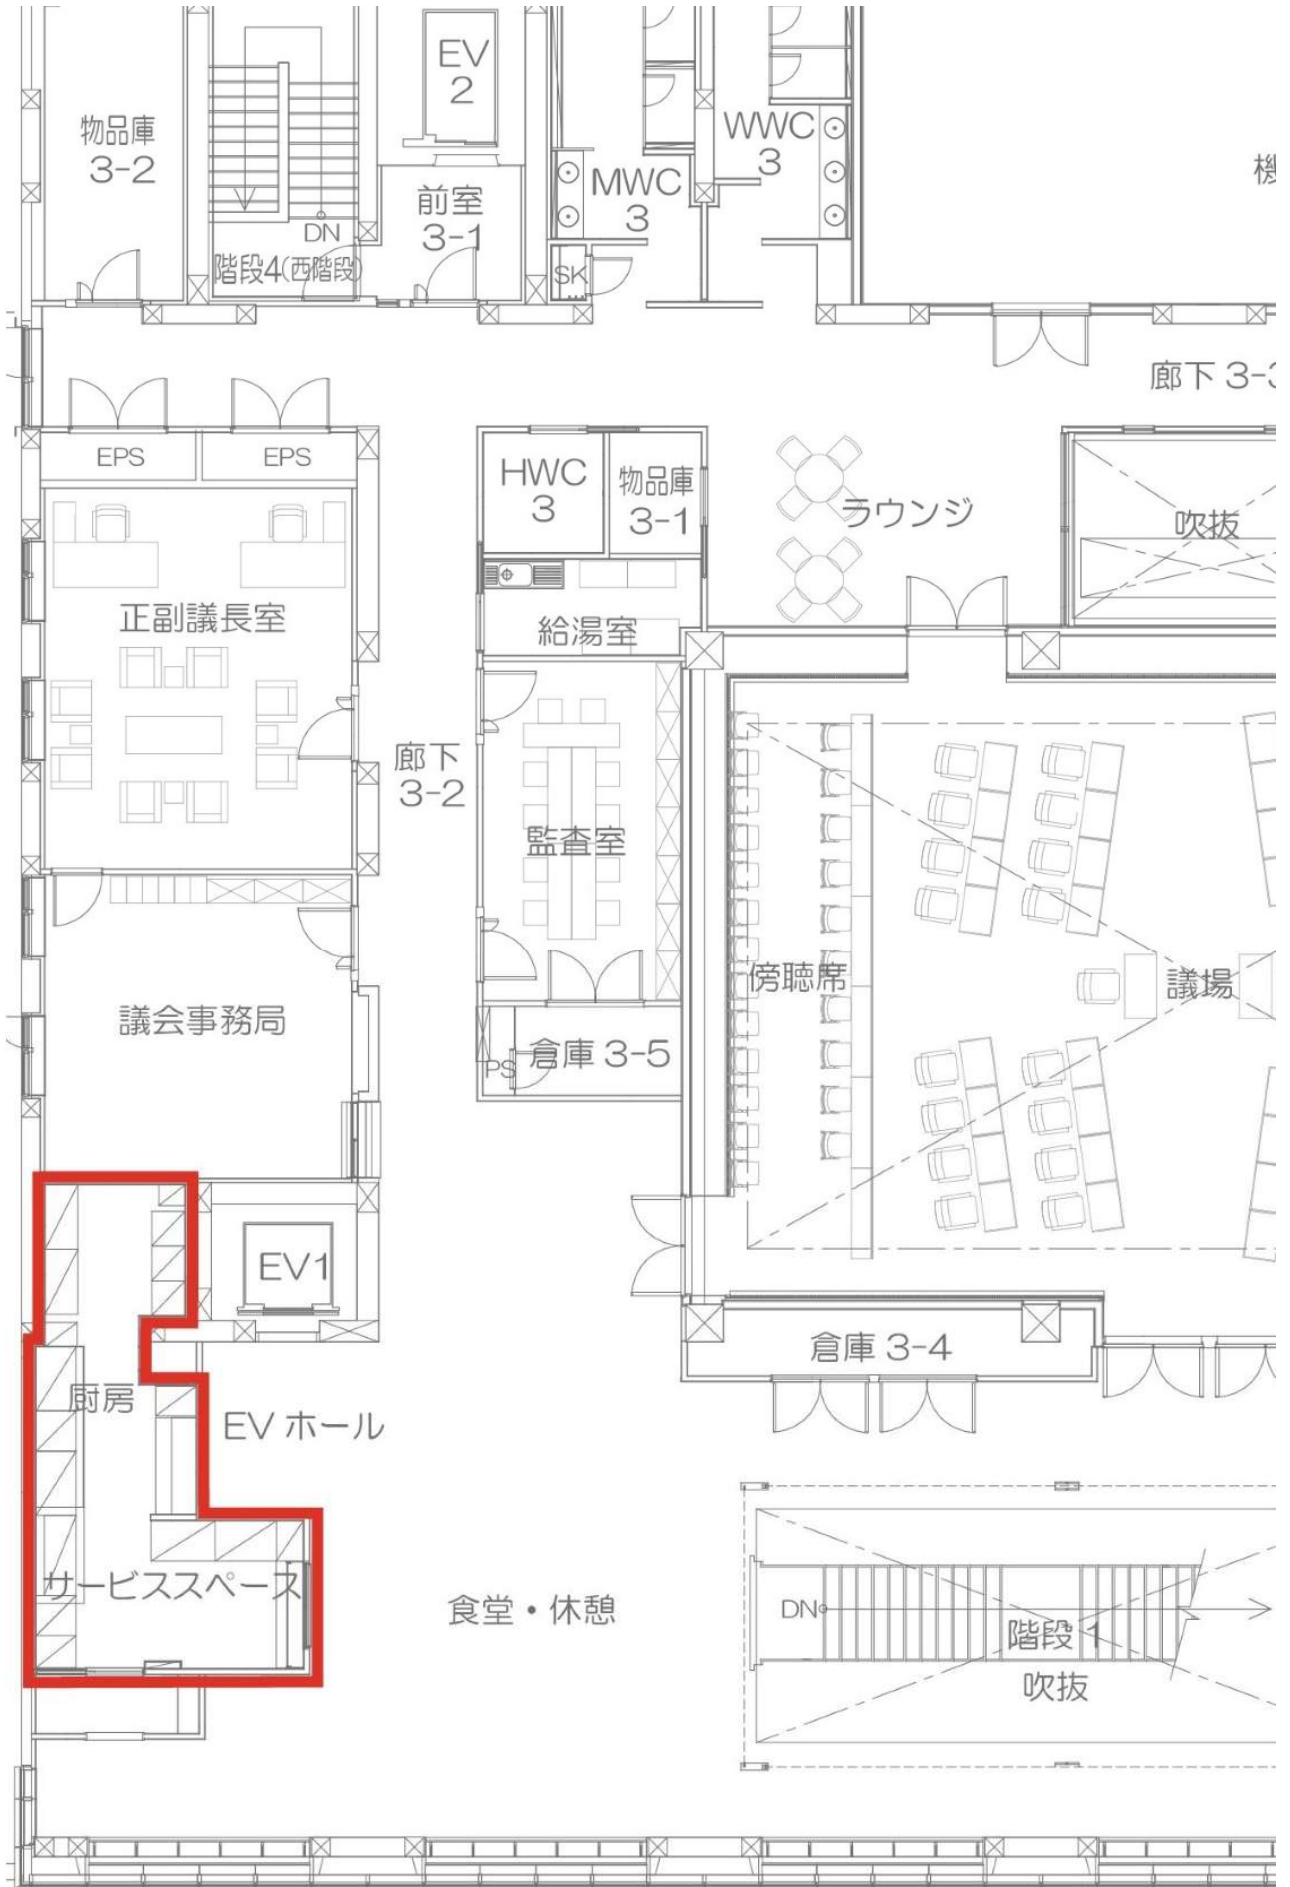 EV
2
物品庫
3-2
WWC
3
機
MWC
3
前室
3-1
DN
階段4(西階段)
SK
廊下 3-3
EPS
EPS
HWC
3
物品庫
3-1
ラウンジ
吹抜
正副議長室
給湯室
廊下
3-2
監査室
傍聴席
議場
議会事務局
倉庫 3-5
PS
EV1
倉庫 3-4
厨房
EV ホール
サービススペース
食堂・休憩
DN
階段 1
吹抜